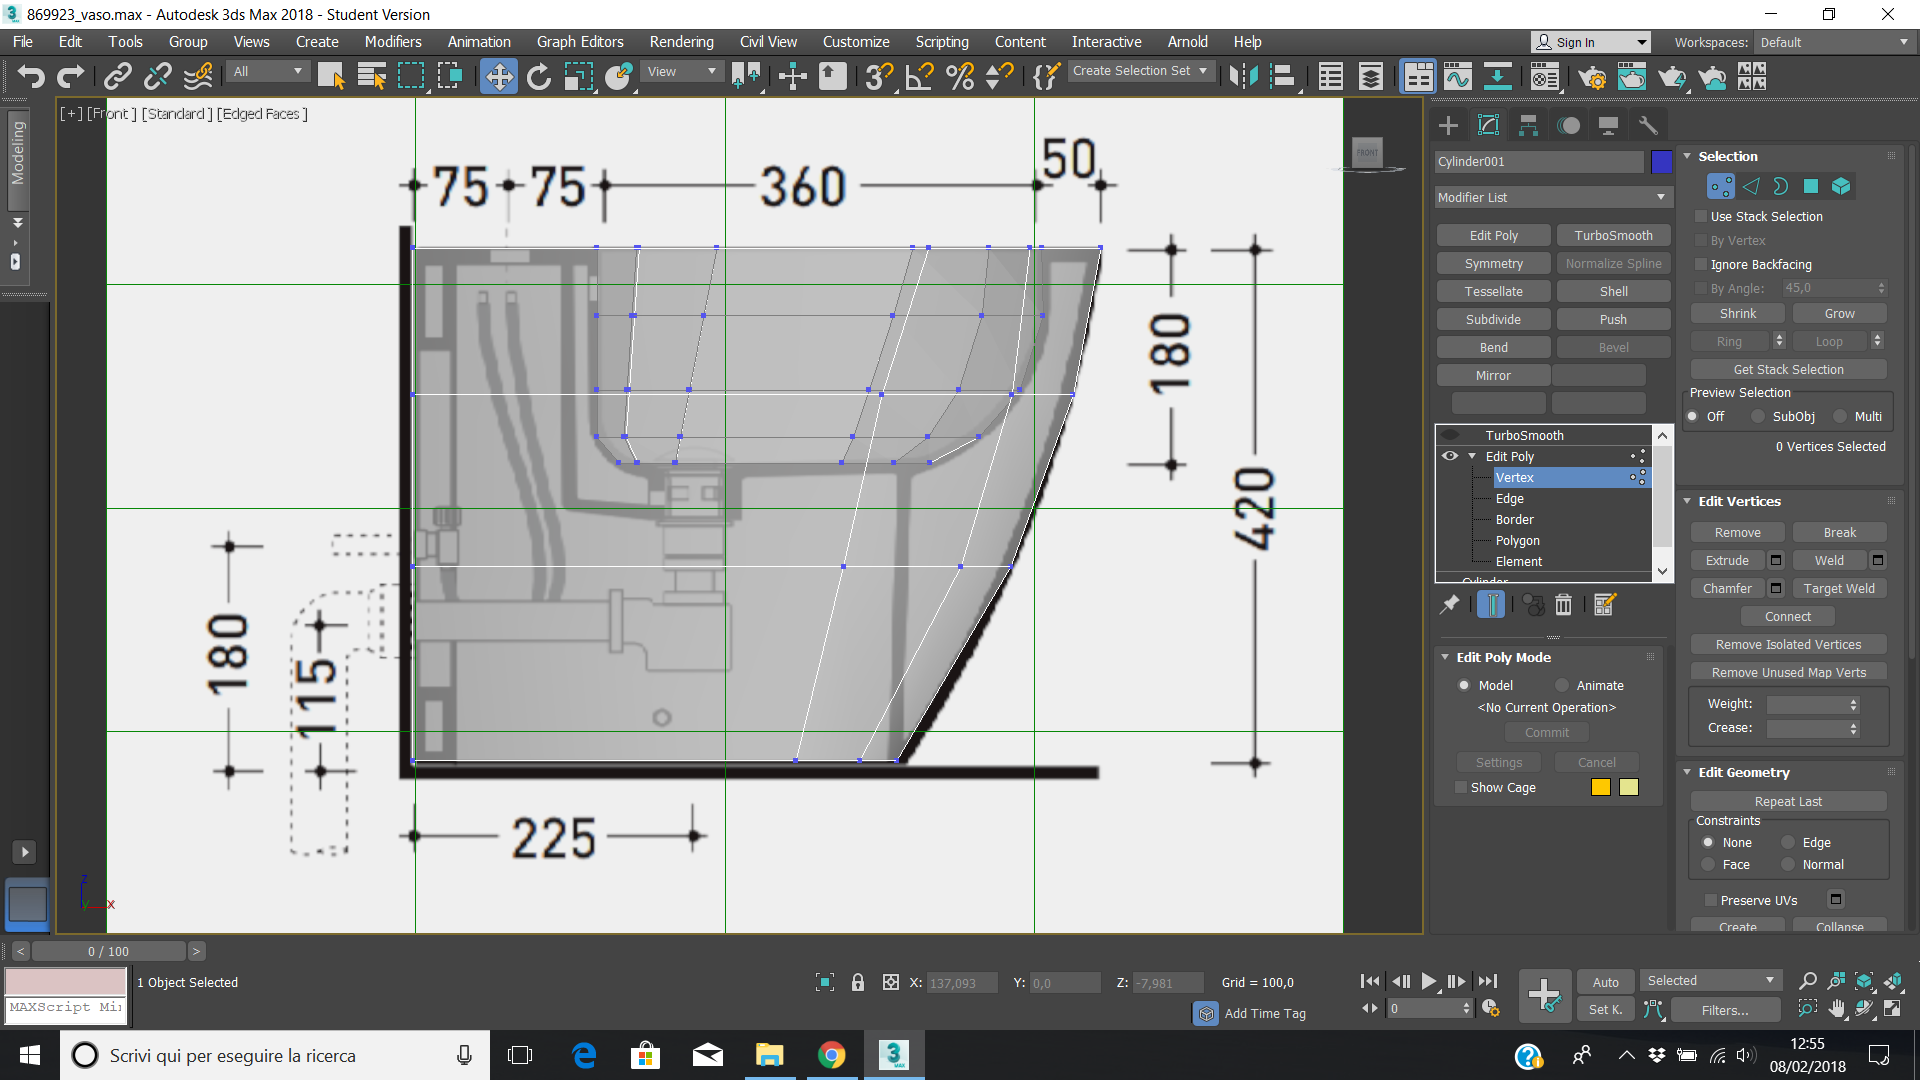 869923_vaso.max - Autodesk 3ds Max 2018 - Student Version
File Edit Tools Group Views Create Modifiers Animation Graph Editors Rendering Civil View Customize Scripting Content Interactive Arnold Help
Sign In
Workspaces: Default
All
View
Create Selection Set
[+] [Front ] [Standard ] [Edged Faces ]
Modeling
FRONT
75
75
360
50
180
420
180
115
225
z
y
x
Cylinder001
Modifier List
Edit Poly TurboSmooth
Symmetry Normalize Spline
Tessellate Shell
Subdivide Push
Bend Bevel
Mirror
TurboSmooth
Edit Poly
Vertex
Edge
Border
Polygon
Element
Cylinder
Edit Poly Mode
Model Animate
<No Current Operation>
Commit
Settings Cancel
Show Cage
Selection
Use Stack Selection
By Vertex
Ignore Backfacing
By Angle: 45,0
Shrink Grow
Ring Loop
Get Stack Selection
Preview Selection
Off SubObj Multi
0 Vertices Selected
Edit Vertices
Remove Break
Extrude Weld
Chamfer Target Weld
Connect
Remove Isolated Vertices
Remove Unused Map Verts
Weight:
Crease:
Edit Geometry
Repeat Last
Constraints
None Edge
Face Normal
Preserve UVs
Create Collapse
< 0 / 100 >
MAXScript Mi
1 Object Selected
X: 137,093 Y: 0,0 Z: -7,981 Grid = 100,0
Add Time Tag
0
Auto Selected
Set K. Filters...
Scrivi qui per eseguire la ricerca
12:55
08/02/2018